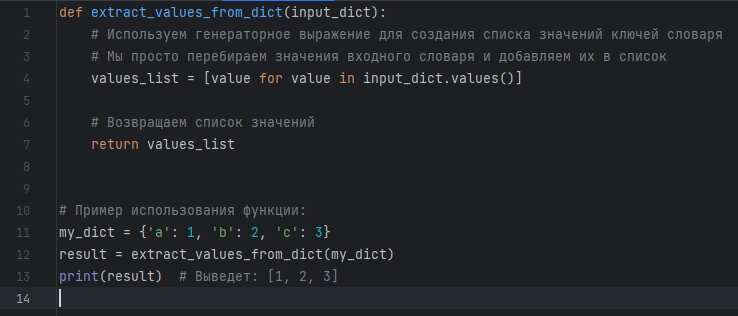 1 def extract_values_from_dict(input_dict):
2     # Используем генераторное выражение для создания списка значений ключей словаря
3     # Мы просто перебираем значения входного словаря и добавляем их в список
4     values_list = [value for value in input_dict.values()]
5
6     # Возвращаем список значений
7     return values_list
8
9
10 # Пример использования функции:
11 my_dict = {'a': 1, 'b': 2, 'c': 3}
12 result = extract_values_from_dict(my_dict)
13 print(result)  # Выведет: [1, 2, 3]
14